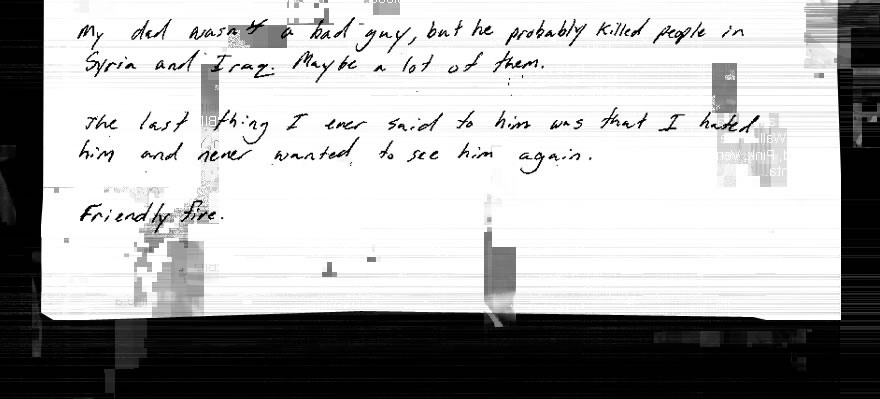 My dad wasn't a bad guy, but he probably killed people in
Syria and Iraq. Maybe a lot of them.
The last thing I ever said to him was that I hated
him and never wanted to see him again.
Friendly fire.